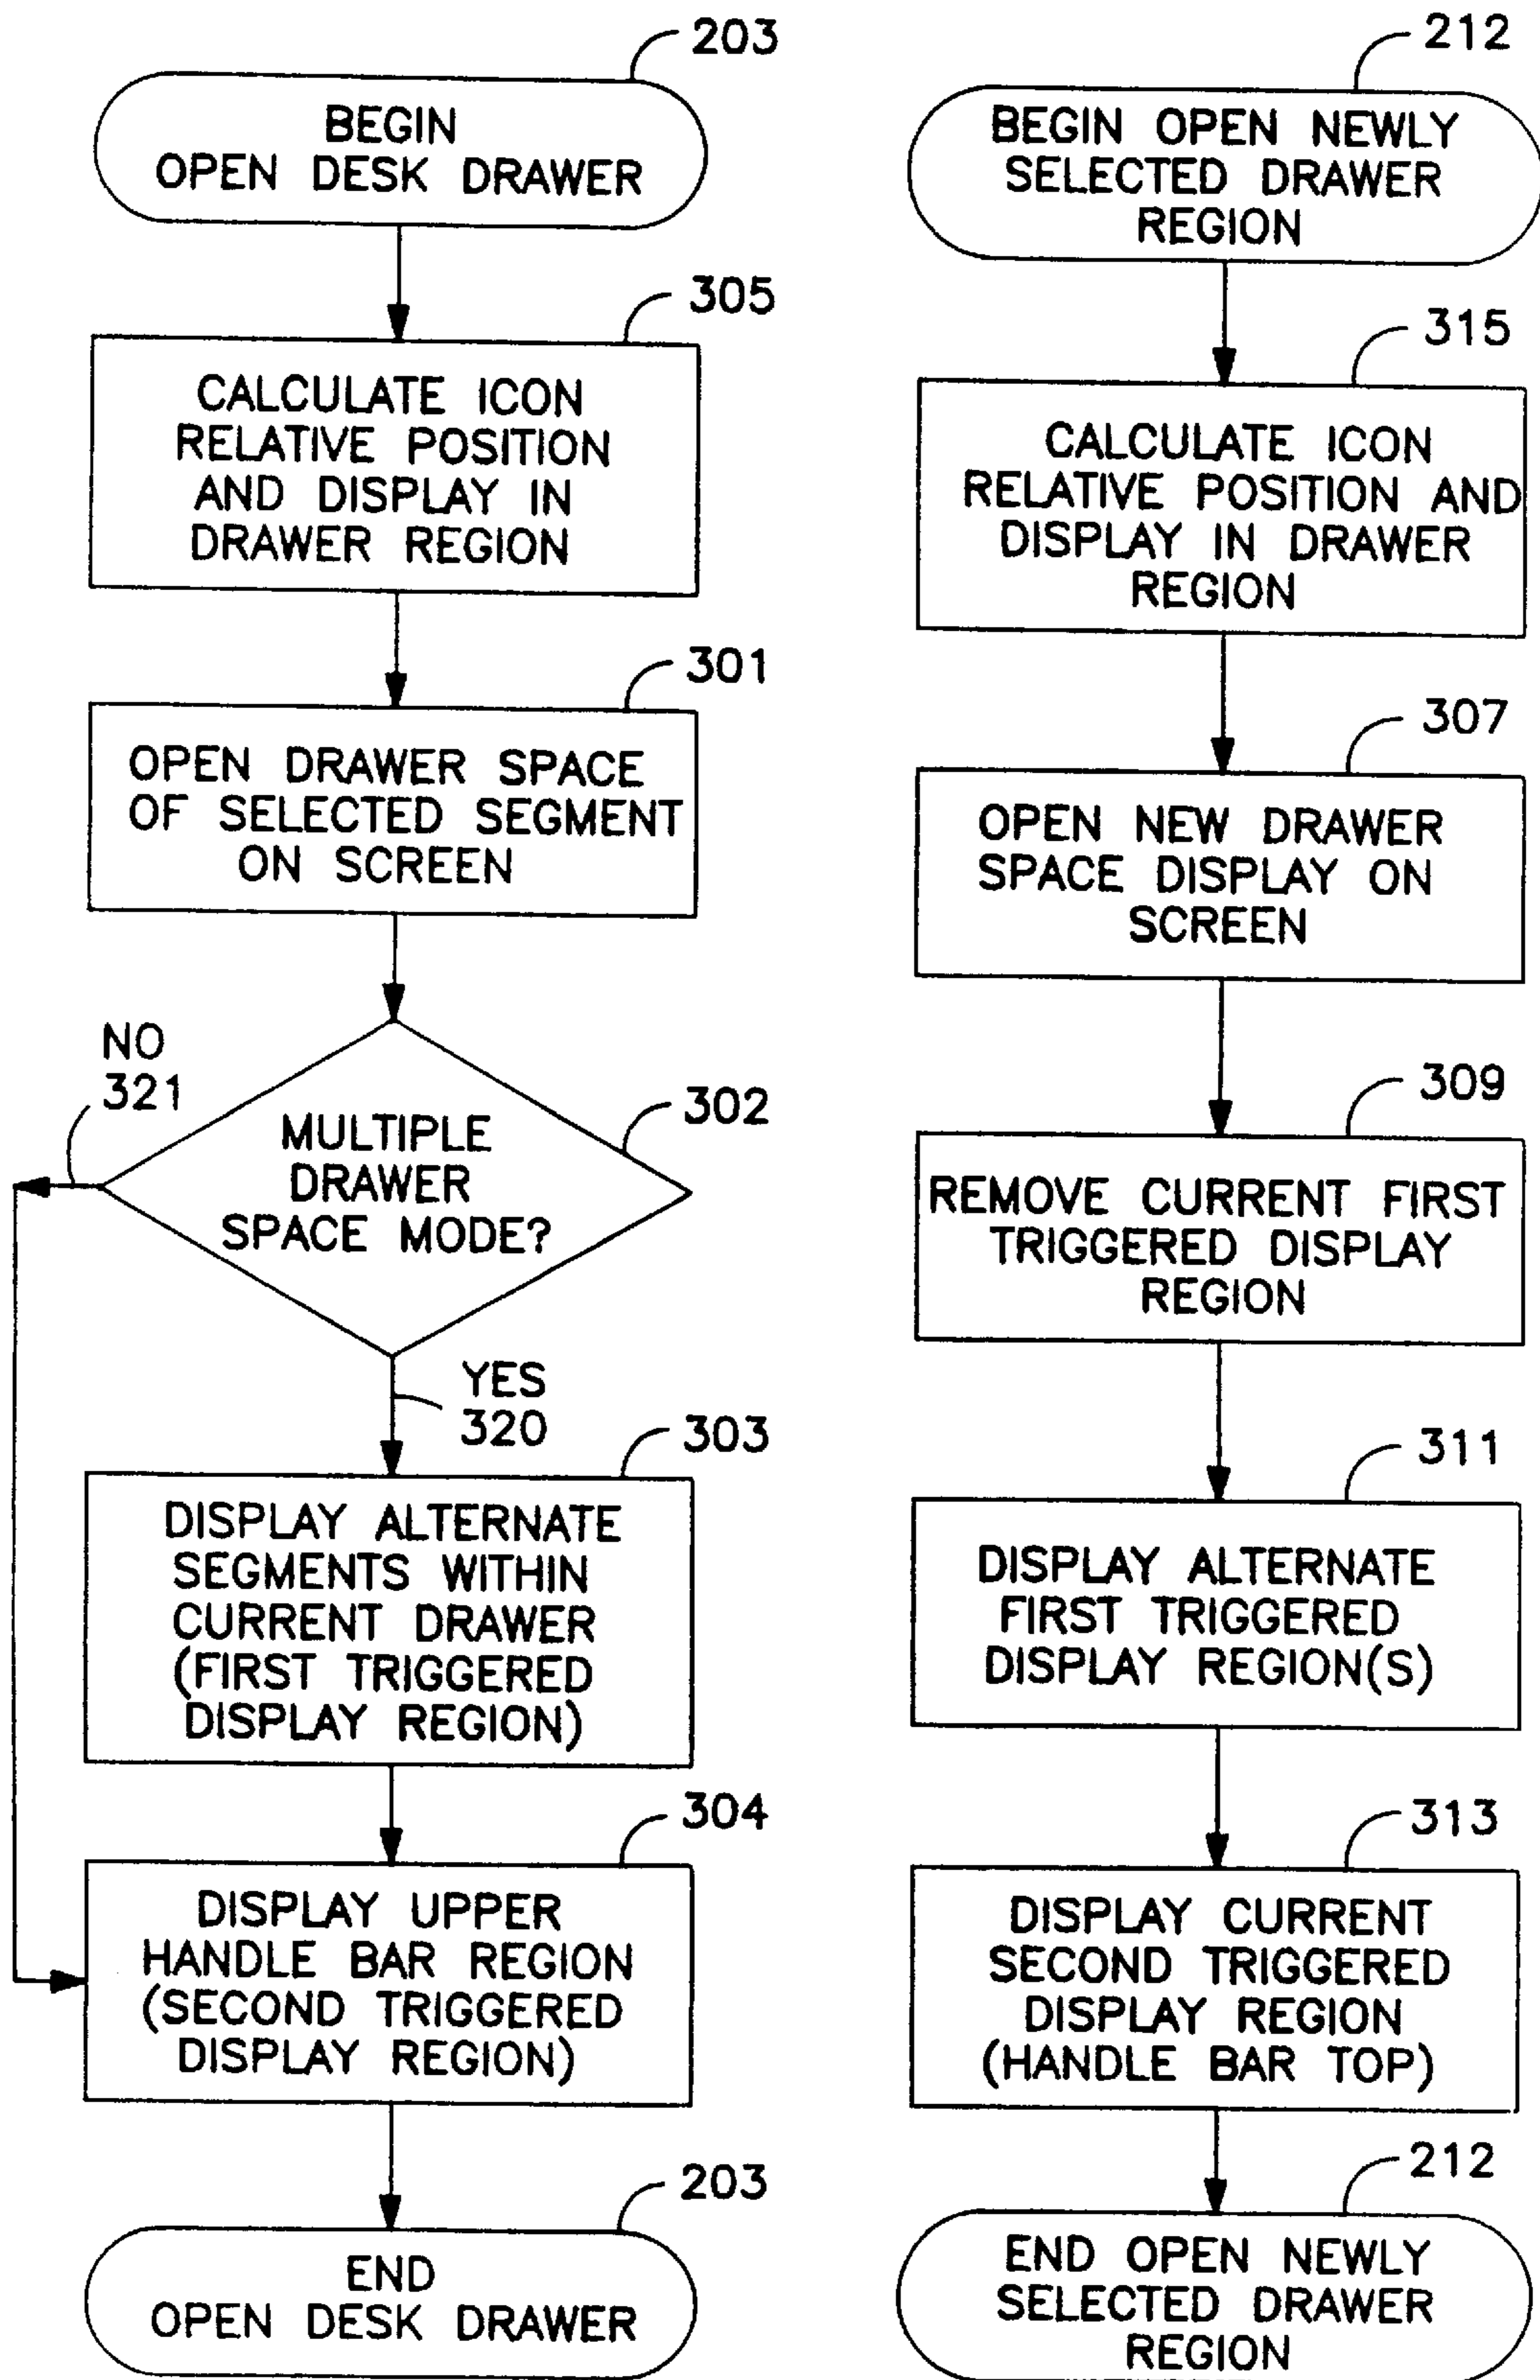 203
BEGIN
OPEN DESK DRAWER
305
CALCULATE ICON
RELATIVE POSITION
AND DISPLAY IN
DRAWER REGION
301
OPEN DRAWER SPACE
OF SELECTED SEGMENT
ON SCREEN
302
MULTIPLE
DRAWER
SPACE MODE?
NO
321
YES
320
303
DISPLAY ALTERNATE
SEGMENTS WITHIN
CURRENT DRAWER
(FIRST TRIGGERED
DISPLAY REGION)
304
DISPLAY UPPER
HANDLE BAR REGION
(SECOND TRIGGERED
DISPLAY REGION)
203
END
OPEN DESK DRAWER
212
BEGIN OPEN NEWLY
SELECTED DRAWER
REGION
315
CALCULATE ICON
RELATIVE POSITION AND
DISPLAY IN DRAWER
REGION
307
OPEN NEW DRAWER
SPACE DISPLAY ON
SCREEN
309
REMOVE CURRENT FIRST
TRIGGERED DISPLAY
REGION
311
DISPLAY ALTERNATE
FIRST TRIGGERED
DISPLAY REGION(S)
313
DISPLAY CURRENT
SECOND TRIGGERED
DISPLAY REGION
(HANDLE BAR TOP)
212
END OPEN NEWLY
SELECTED DRAWER
REGION